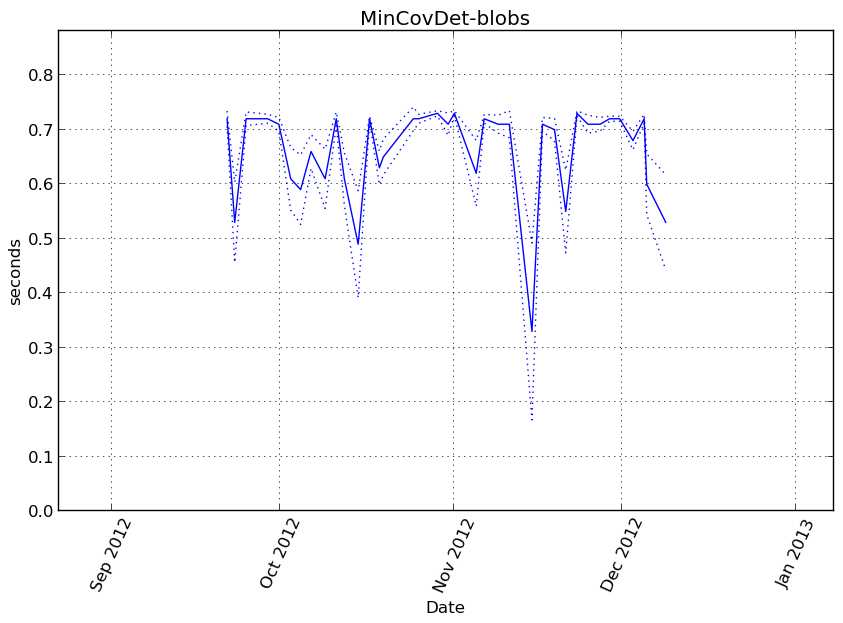 MinCovDet-blobs
0.8
0.7
0.6
0.5
0.4
0.3
0.2
0.1
0.0
seconds
Sep 2012
Oct 2012
Nov 2012
Dec 2012
Jan 2013
Date